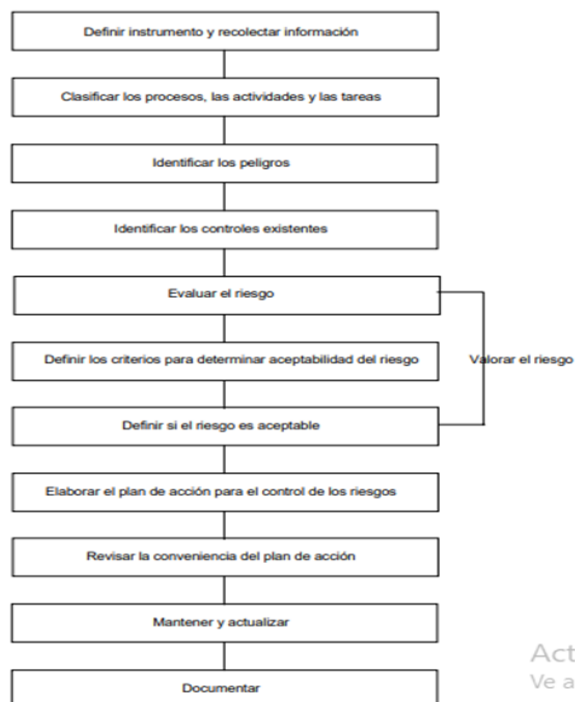 Definir instrumento y recolectar información
Clasificar los procesos, las actividades y las tareas
Identificar los peligros
Identificar los controles existentes
Evaluar el riesgo
Definir los criterios para determinar aceptabilidad del riesgo
Valorar el riesgo
Definir si el riesgo es aceptable
Elaborar el plan de acción para el control de los riesgos
Revisar la conveniencia del plan de acción
Mantener y actualizar
Documentar
Act
Ve a